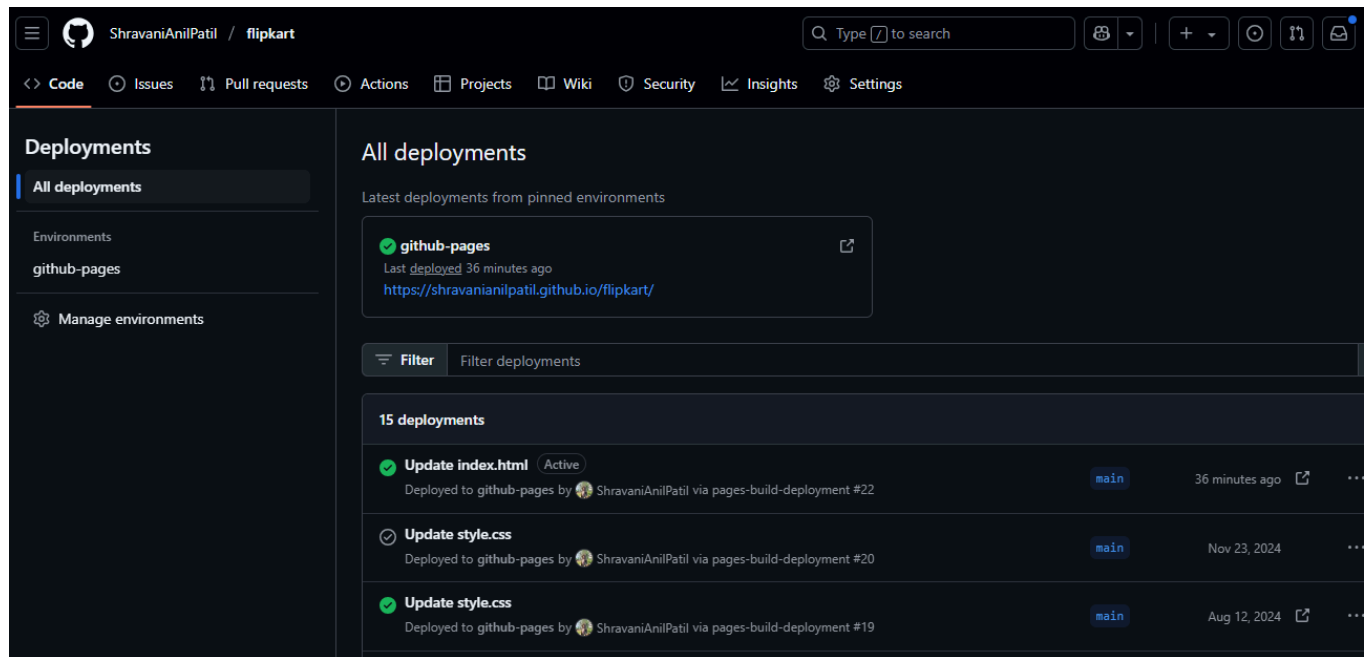 ShravaniAnilPatil / flipkart
Type / to search
Code Issues Pull requests Actions Projects Wiki Security Insights Settings
Deployments
All deployments
Environments
github-pages
Manage environments
All deployments
Latest deployments from pinned environments
github-pages
Last deployed 36 minutes ago
https://shravanianilpatil.github.io/flipkart/
Filter Filter deployments
15 deployments
Update index.html Active
Deployed to github-pages by ShravaniAnilPatil via pages-build-deployment #22
main 36 minutes ago
Update style.css
Deployed to github-pages by ShravaniAnilPatil via pages-build-deployment #20
main Nov 23, 2024
Update style.css
Deployed to github-pages by ShravaniAnilPatil via pages-build-deployment #19
main Aug 12, 2024